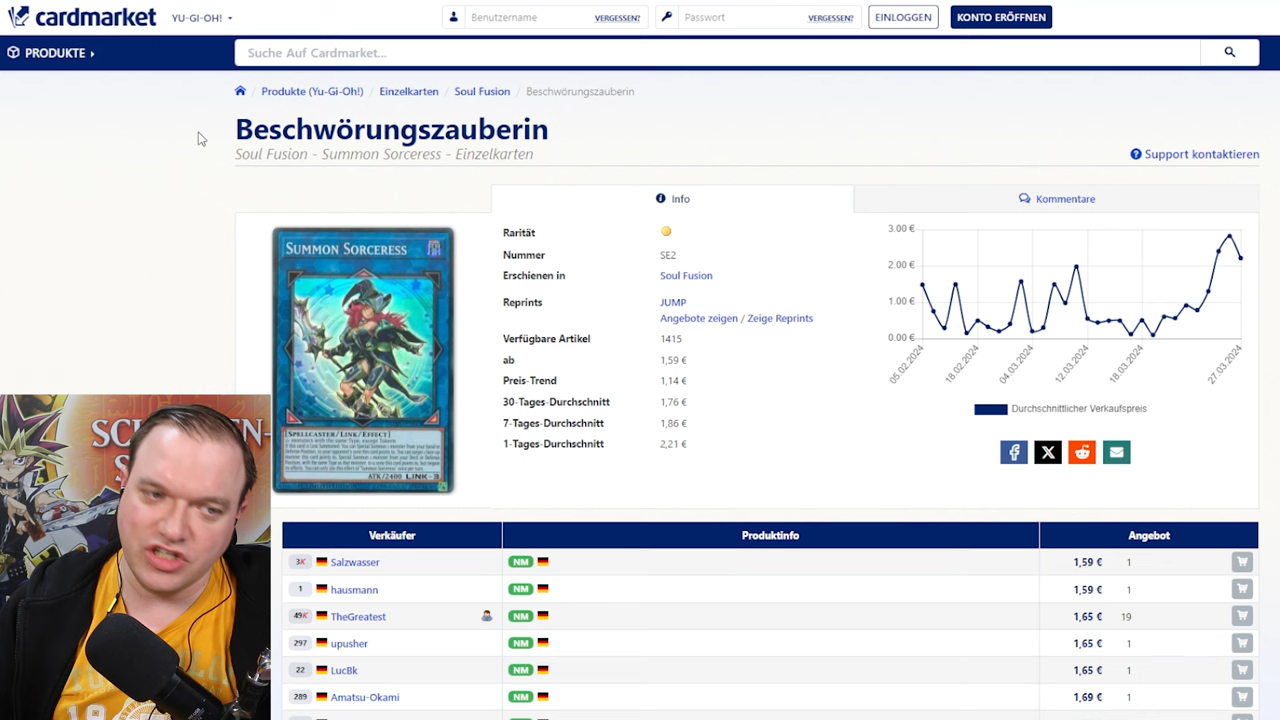 cardmarket
YU-GI-OH!
Benutzername
VERGESSEN?
Passwort
VERGESSEN?
EINLOGGEN
KONTO ERÖFFNEN
PRODUKTE
Suche Auf Cardmarket...
/ Produkte (Yu-Gi-Oh!) / Einzelkarten / Soul Fusion / Beschwörungszauberin
Beschwörungszauberin
Soul Fusion - Summon Sorceress - Einzelkarten
Support kontaktieren
Info
Kommentare
SUMMON SORCERESS
[SPELLCASTER/LINK/EFFECT]
ATK/2400 LINK-3
Rarität
Nummer SE2
Erschienen in Soul Fusion
Reprints JUMP
Angebote zeigen / Zeige Reprints
Verfügbare Artikel 1415
ab 1,59 €
Preis-Trend 1,14 €
30-Tages-Durchschnitt 1,76 €
7-Tages-Durchschnitt 1,86 €
1-Tages-Durchschnitt 2,21 €
3.00 €
2.00 €
1.00 €
0.00 €
05.02.2024 18.02.2024 04.03.2024 12.03.2024 18.03.2024 27.03.2024
Durchschnittlicher Verkaufspreis
Verkäufer Produktinfo Angebot
3K Salzwasser NM 1,59 € 1
1 hausmann NM 1,59 € 1
49K TheGreatest NM 1,65 € 19
297 upusher NM 1,65 € 1
22 LucBk NM 1,65 € 1
289 Amatsu-Okami NM 1,69 € 1